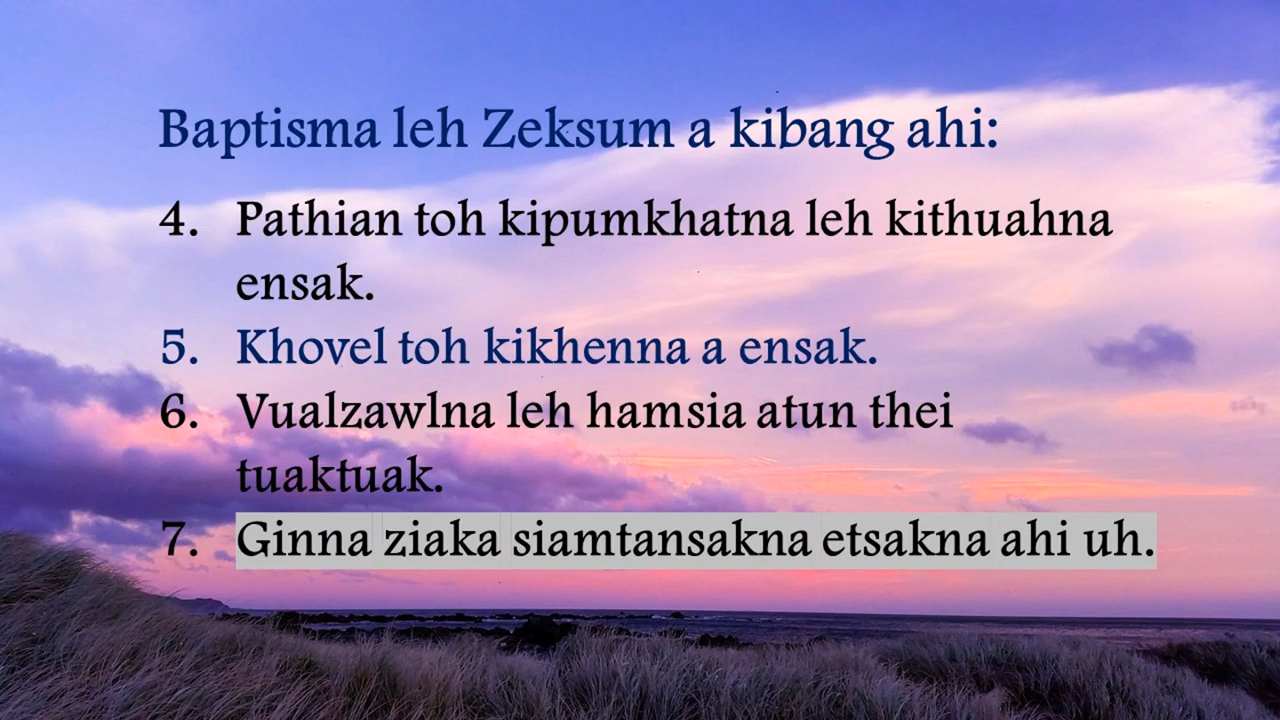 Baptisma leh Zeksum a kibang ahi:
4. Pathian toh kipumkhatna leh kithuahna
ensak.
5. Khovel toh kikhenna a ensak.
6. Vualzawlna leh hamsia atun thei
tuaktuak.
7. Ginna ziaka siamtansakna etsakna ahi uh.